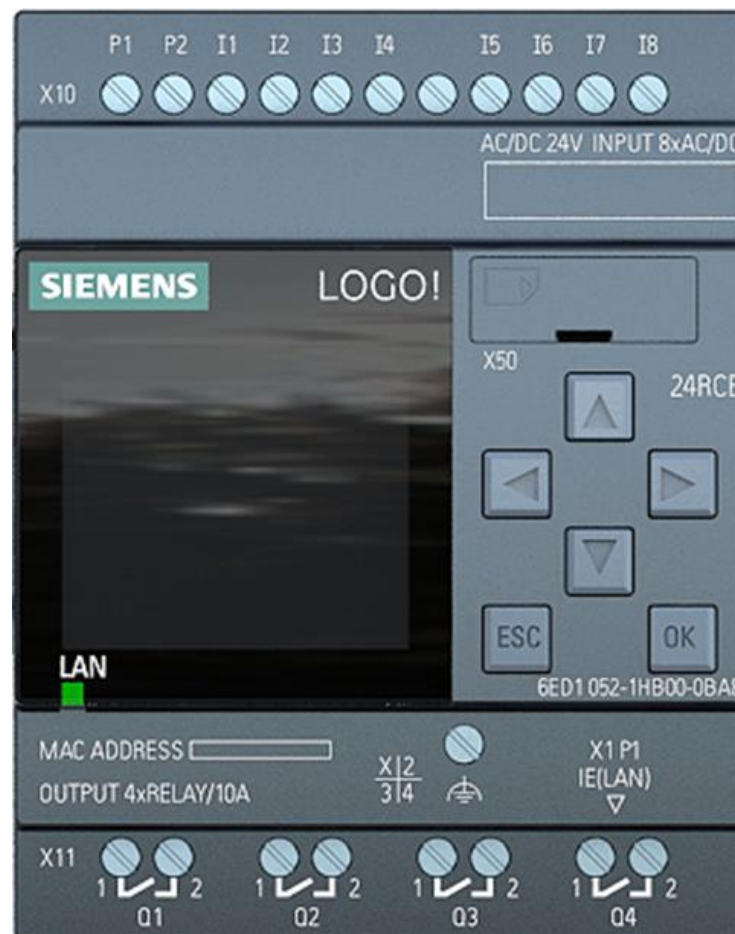 P1 P2 I1 I2 I3 I4 I5 I6 I7 I8
X10
AC/DC 24V INPUT 8xAC/DC
SIEMENS LOGO!
X50
24RCE
ESC OK
LAN
6ED1 052-1HB00-0BA8
MAC ADDRESS
X 2
3 4
X1 P1
IE(LAN)
OUTPUT 4xRELAY/10A
X11
1 2 1 2 1 2 1 2
Q1 Q2 Q3 Q4